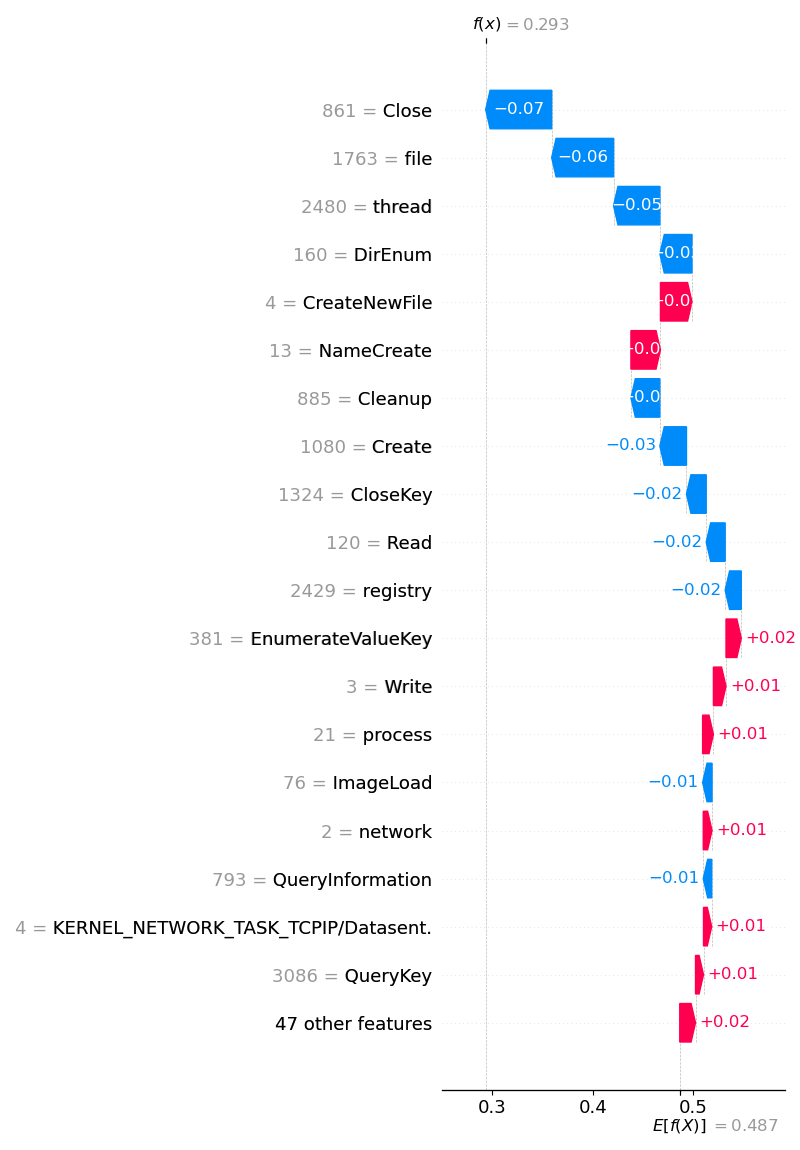 f(x) = 0.293
861 = Close
−0.07
1763 = file
−0.06
2480 = thread
−0.05
160 = DirEnum
4 = CreateNewFile
13 = NameCreate
885 = Cleanup
1080 = Create
−0.03
1324 = CloseKey
−0.02
120 = Read
−0.02
2429 = registry
−0.02
381 = EnumerateValueKey
+0.02
3 = Write
+0.01
21 = process
+0.01
76 = ImageLoad
−0.01
2 = network
+0.01
793 = QueryInformation
−0.01
4 = KERNEL_NETWORK_TASK_TCPIP/Datasent.
+0.01
3086 = QueryKey
+0.01
47 other features
+0.02
0.3 0.4 0.5
E[f(X)] = 0.487